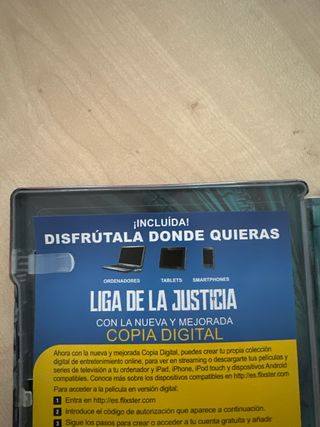 ¡INCLUÍDA!
DISFRÚTALA DONDE QUIERAS
ORDENADORES TABLETS SMARTPHONES
LIGA DE LA JUSTICIA
CON LA NUEVA Y MEJORADA
COPIA DIGITAL
Ahora con la nueva y mejorada Copia Digital, puedes crear tu propia colección
digital de entretenimiento online, para ver en streaming o descargarte tus películas y
series de televisión a tu ordenador y iPad, iPhone, iPod touch y dispositivos Android
compatibles. Conoce más sobre los dispositivos compatibles en http://es.flixster.com
Para acceder a la película en versión digital:
1 Entra en http://es.flixster.com
2 Introduce el código de autorización que aparece a continuación.
3 Sigue los pasos para crear o acceder a tu cuenta gratuita y añadir